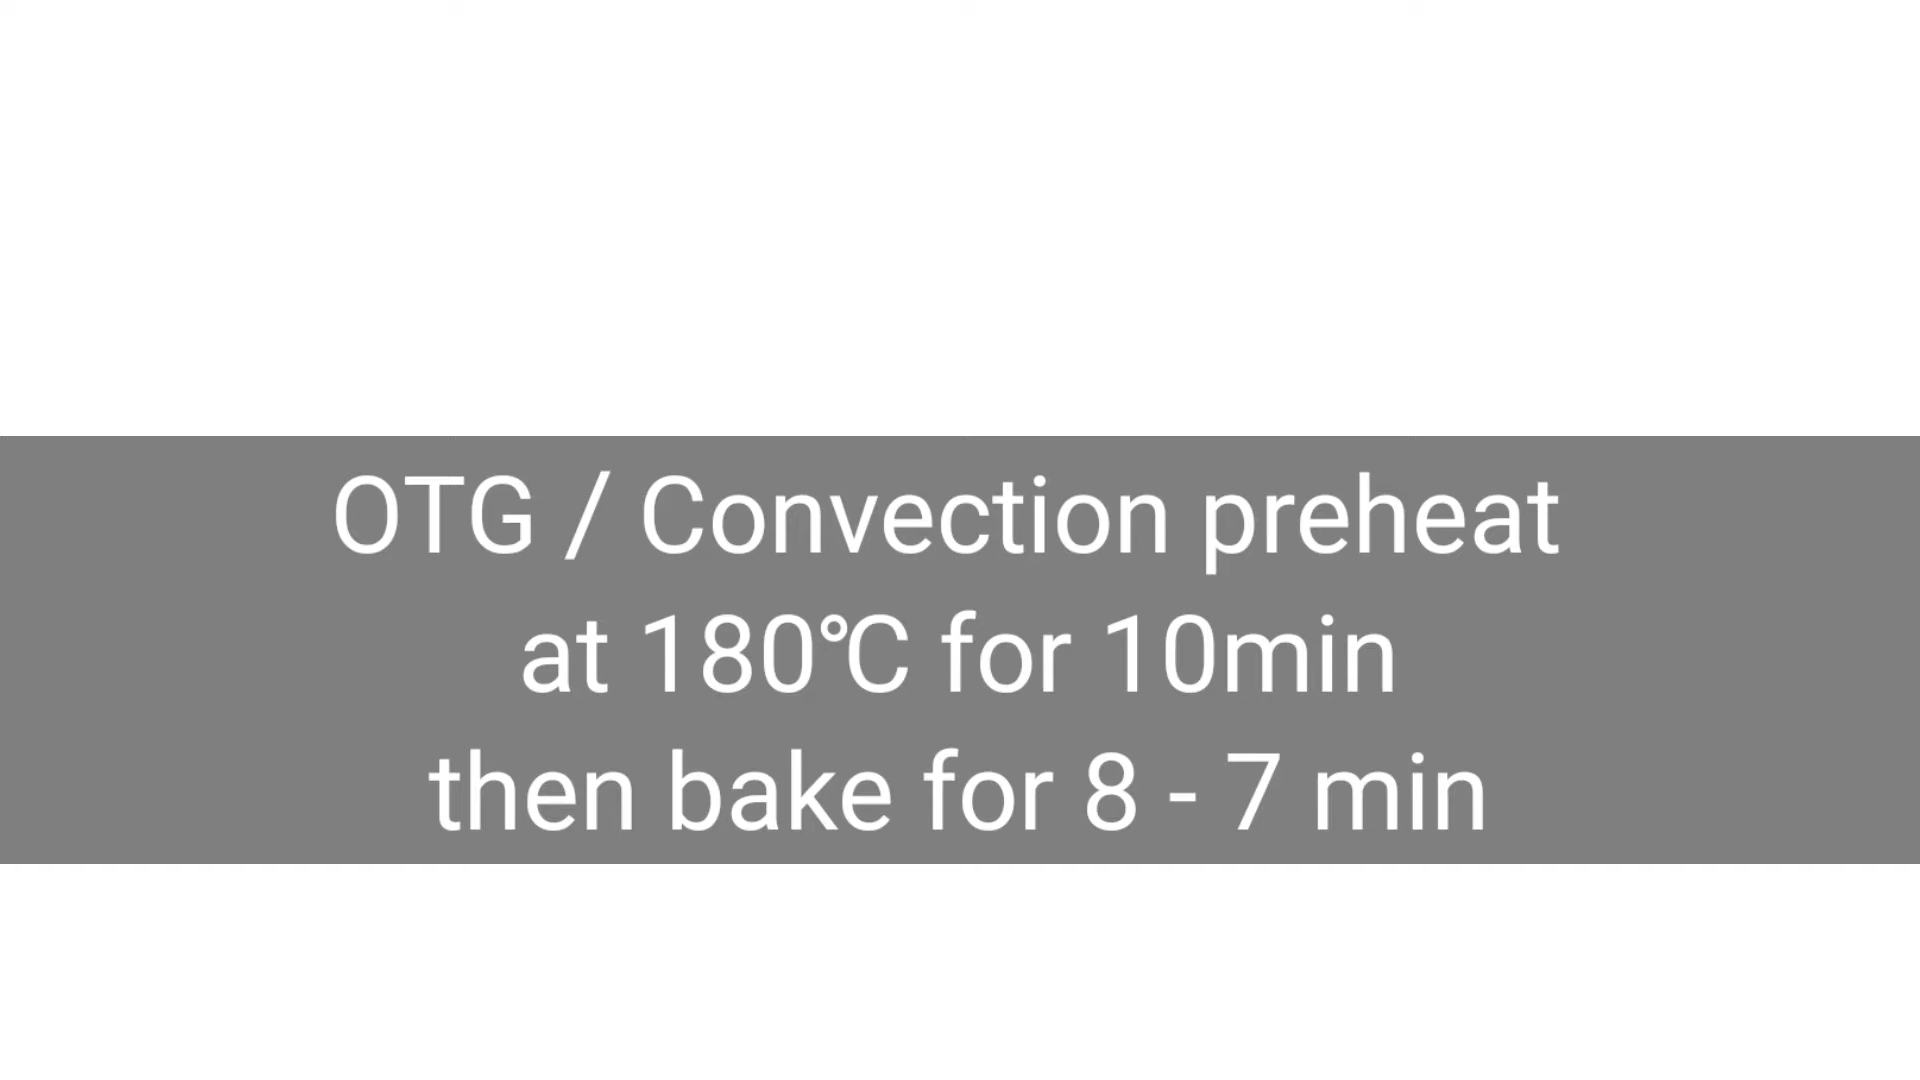 OTG / Convection preheat
at 180℃ for 10min
then bake for 8 - 7 min